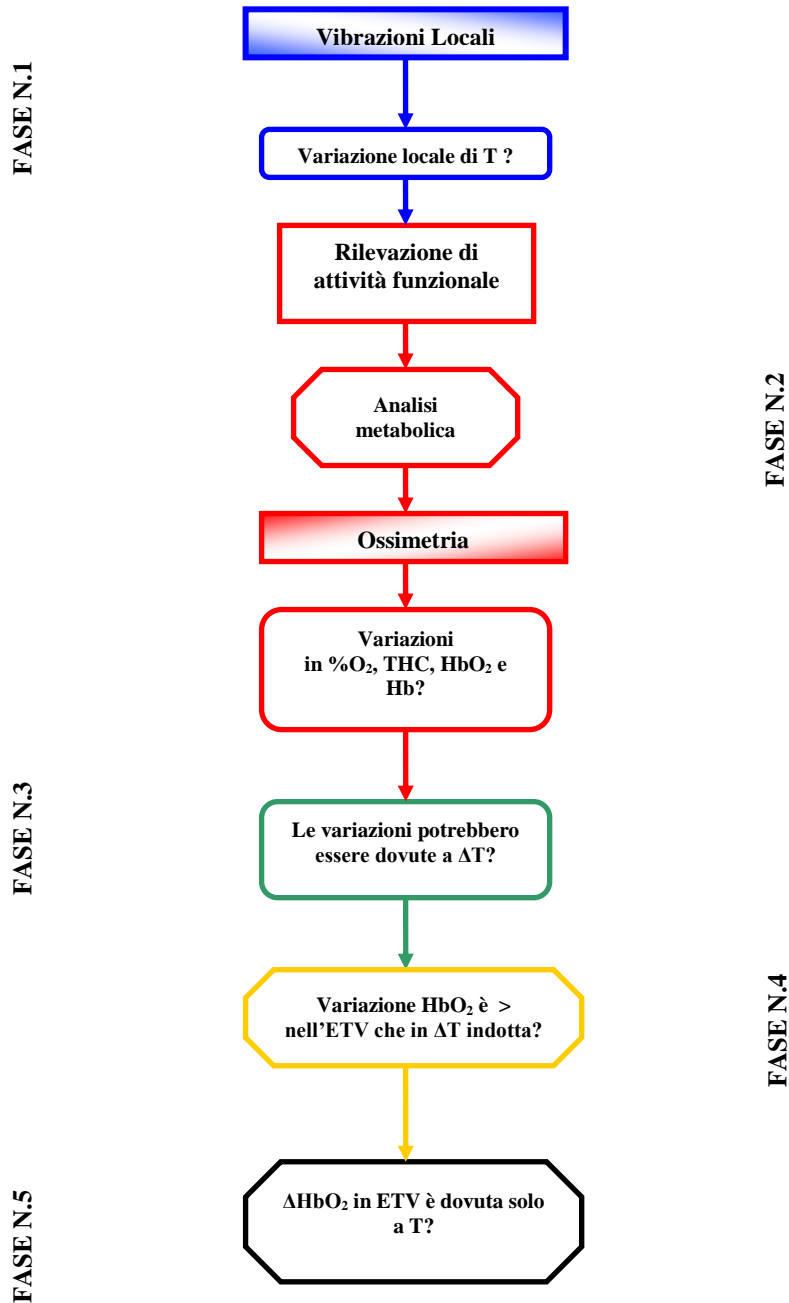 FASE N.1
Vibrazioni Locali
Variazione locale di T ?
Rilevazione di
attività funzionale
FASE N.2
Analisi
metabolica
Ossimetria
Variazioni
in %O₂, THC, HbO₂ e
Hb?
FASE N.3
Le variazioni potrebbero
essere dovute a ΔT?
FASE N.4
Variazione HbO₂ è >
nell'ETV che in ΔT indotta?
FASE N.5
ΔHbO₂ in ETV è dovuta solo
a T?